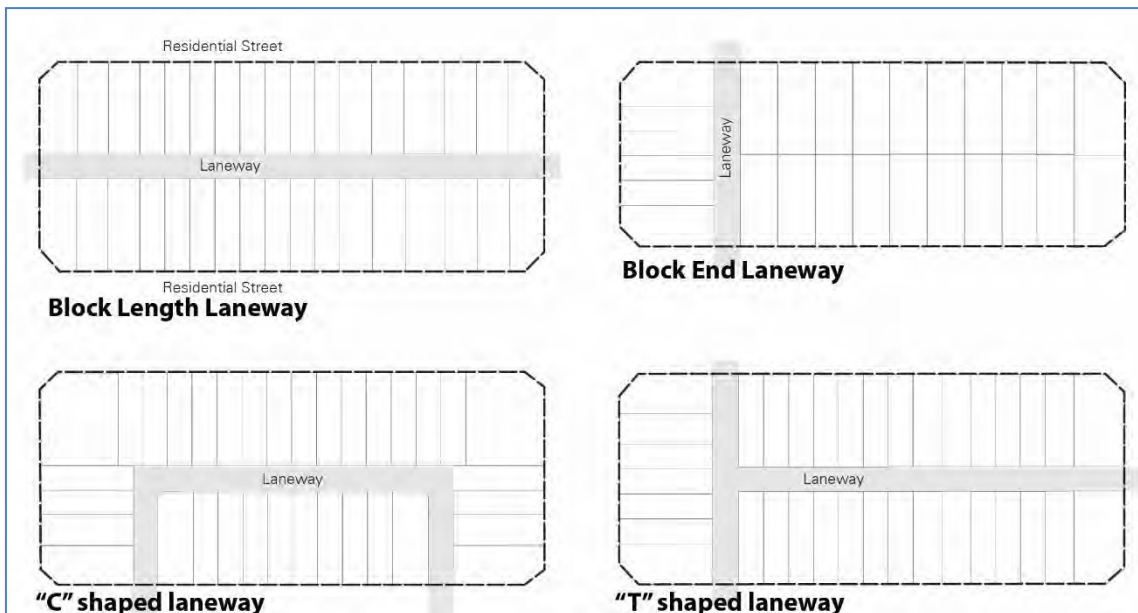 Residential Street
Laneway
Residential Street
Block Length Laneway
Laneway
Block End Laneway
Laneway
"C" shaped laneway
Laneway
"T" shaped laneway